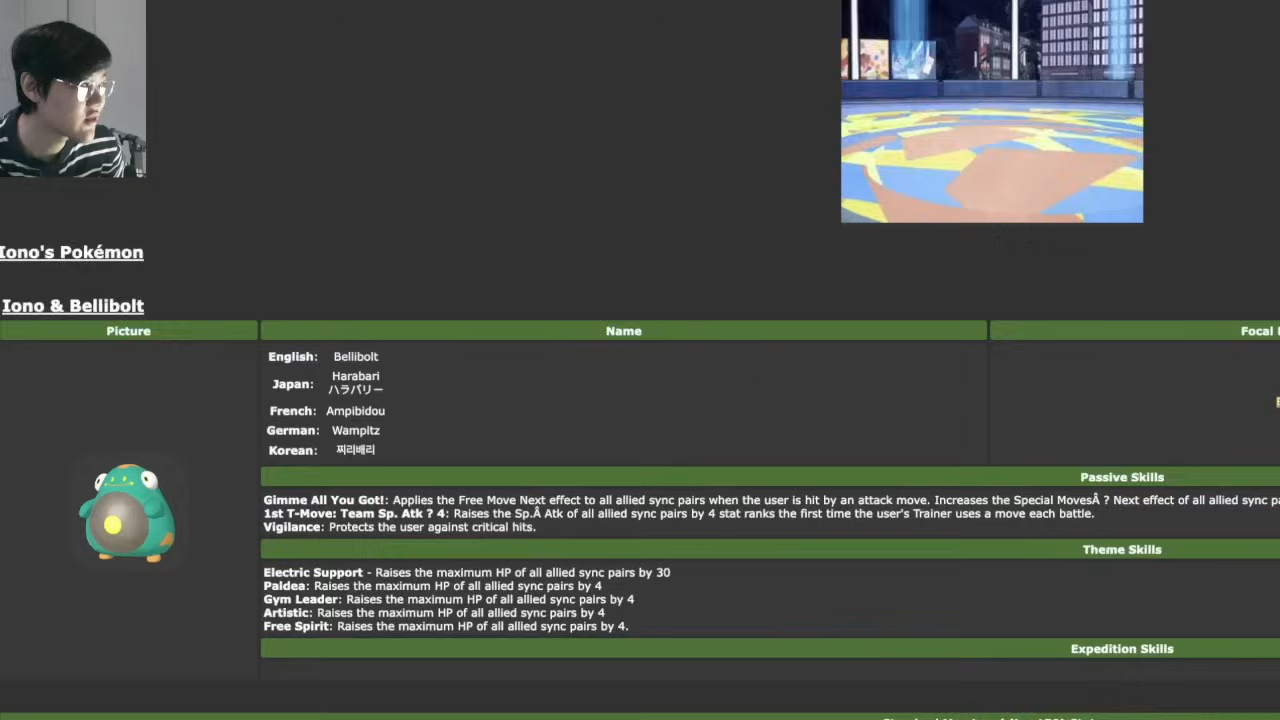 Iono's Pokémon
Iono & Bellibolt
Picture
Name
Focal
English: Bellibolt
Japan: Harabari
ハラバリー
French: Ampibidou
German: Wampitz
Korean: 찌리배리
Passive Skills
Gimme All You Got!: Applies the Free Move Next effect to all allied sync pairs when the user is hit by an attack move. Increases the Special MovesÂ ? Next effect of all allied sync
1st T-Move: Team Sp. Atk ? 4: Raises the Sp.Â Atk of all allied sync pairs by 4 stat ranks the first time the user's Trainer uses a move each battle.
Vigilance: Protects the user against critical hits.
Theme Skills
Electric Support - Raises the maximum HP of all allied sync pairs by 30
Paldea: Raises the maximum HP of all allied sync pairs by 4
Gym Leader: Raises the maximum HP of all allied sync pairs by 4
Artistic: Raises the maximum HP of all allied sync pairs by 4
Free Spirit: Raises the maximum HP of all allied sync pairs by 4.
Expedition Skills